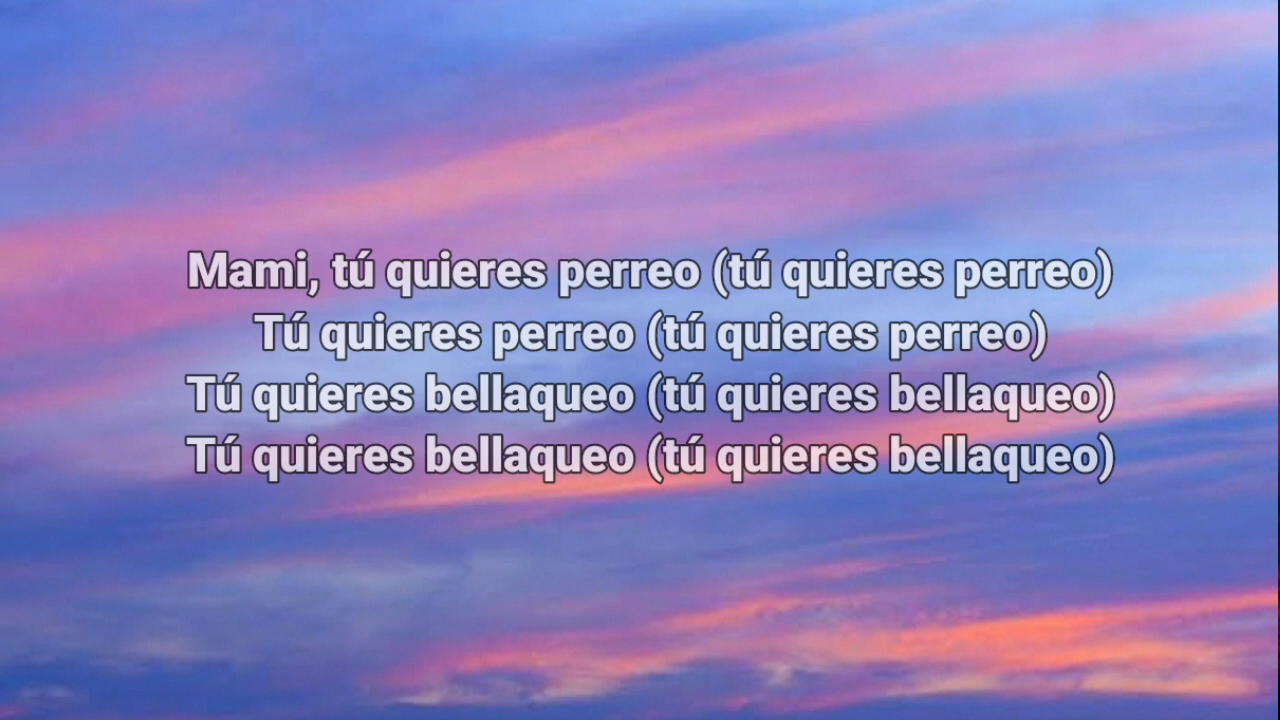 Mami, tú quieres perreo (tú quieres perreo)
Tú quieres perreo (tú quieres perreo)
Tú quieres bellaqueo (tú quieres bellaqueo)
Tú quieres bellaqueo (tú quieres bellaqueo)